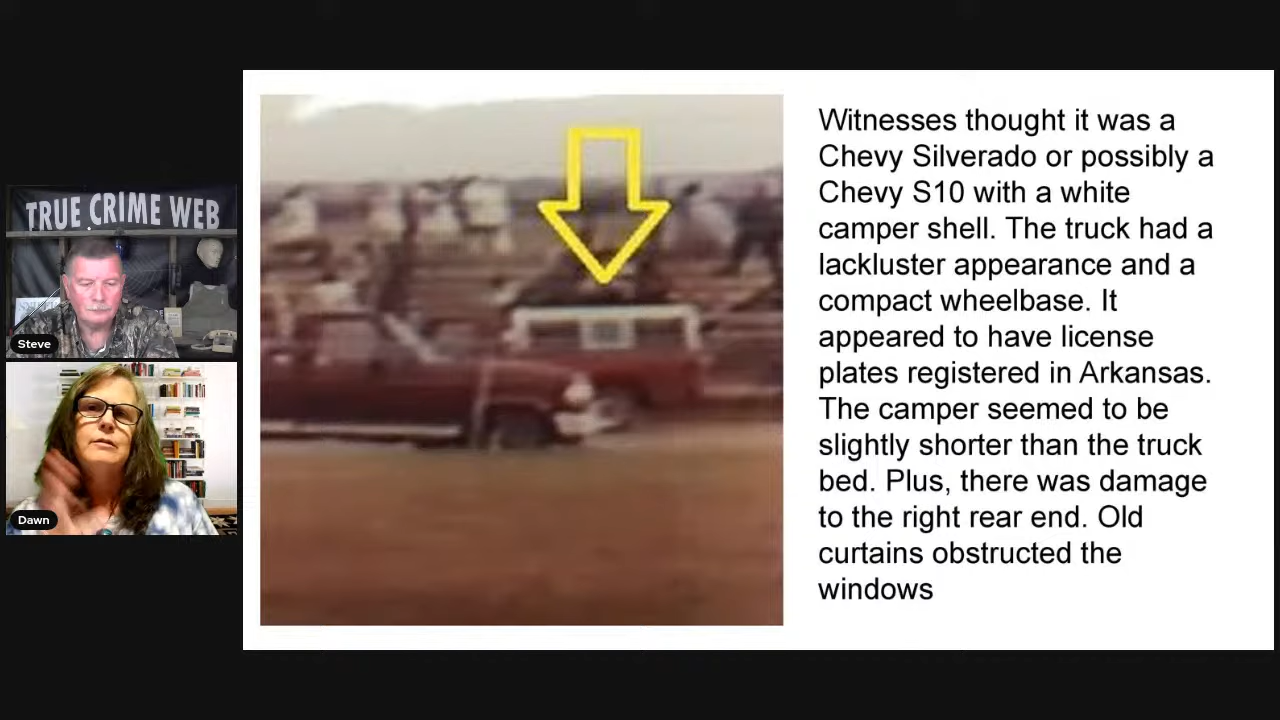 TRUE CRIME WEB
Steve
Dawn
Witnesses thought it was a
Chevy Silverado or possibly a
Chevy S10 with a white
camper shell. The truck had a
lackluster appearance and a
compact wheelbase. It
appeared to have license
plates registered in Arkansas.
The camper seemed to be
slightly shorter than the truck
bed. Plus, there was damage
to the right rear end. Old
curtains obstructed the
windows